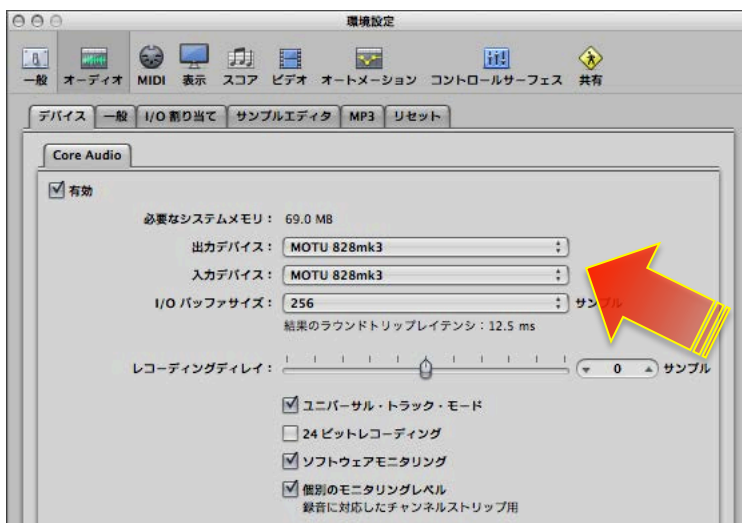 環境設定
一般 オーディオ MIDI 表示 スコア ビデオ オートメーション コントロールサーフェス 共有
デバイス 一般 I/O 割り当て サンプルエディタ MP3 リセット
Core Audio
有効
必要なシステムメモリ： 69.0 MB
出力デバイス： MOTU 828mk3
入力デバイス： MOTU 828mk3
I/O バッファサイズ： 256 サンプル
結果のラウンドトリップレイテンシ：12.5 ms
レコーディングディレイ： 0 サンプル
ユニバーサル・トラック・モード
24 ビットレコーディング
ソフトウェアモニタリング
個別のモニタリングレベル
録音に対応したチャンネルストリップ用